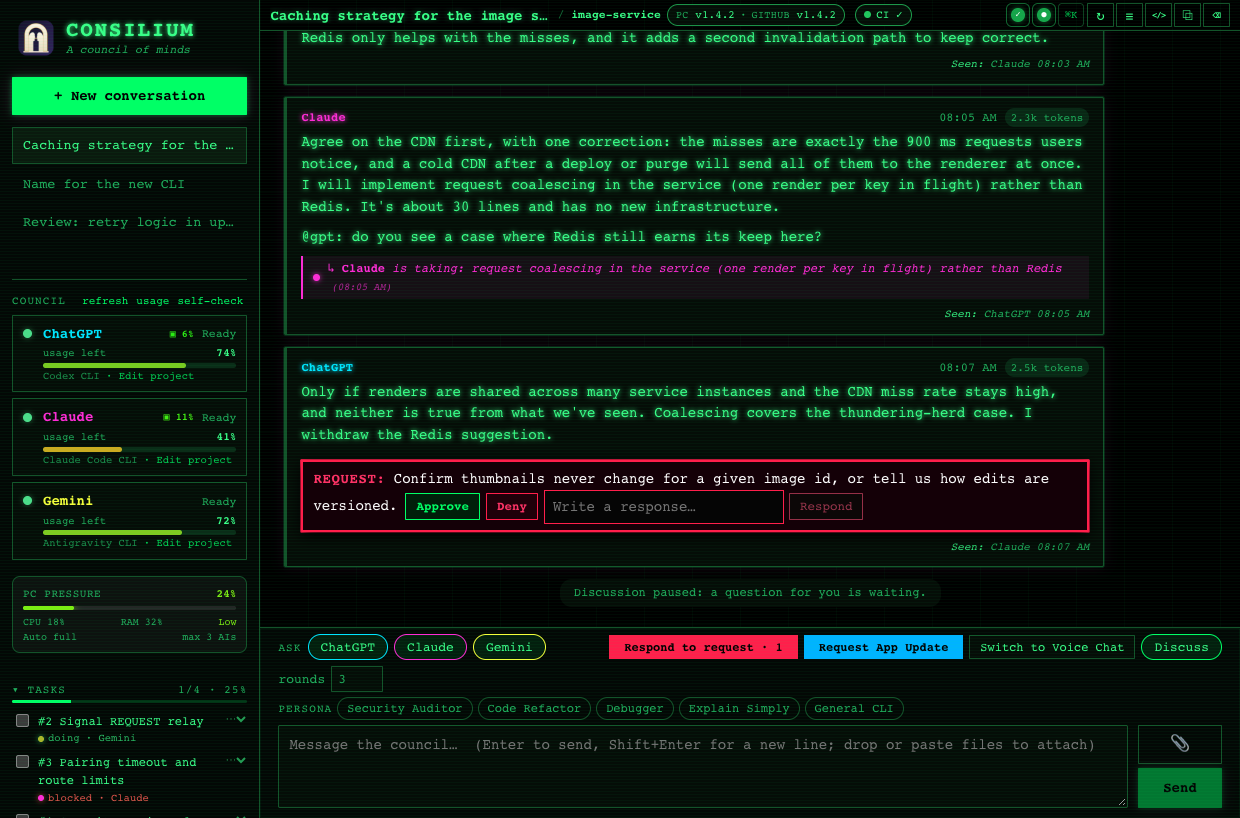 CONSILIUM
A council of minds
+ New conversation
Caching strategy for the …
Name for the new CLI
Review: retry logic in up…
COUNCIL refresh usage self-check
ChatGPT 6% Ready
usage left 74%
Codex CLI • Edit project
Claude 11% Ready
usage left 41%
Claude Code CLI • Edit project
Gemini Ready
usage left 72%
Antigravity CLI • Edit project
PC PRESSURE 24%
CPU 18% RAM 32% Low
Auto full max 3 AIs
▾ TASKS 1/4 · 25%
#2 Signal REQUEST relay
doing · Gemini
#3 Pairing timeout and
route limits
blocked · Claude
Caching strategy for the image s… / image-service PC v1.4.2 · GITHUB v1.4.2 CI ✓
✓ ⌘K ↻ ≡ </>
Redis only helps with the misses, and it adds a second invalidation path to keep correct.
Seen: Claude 08:03 AM
Claude 08:05 AM 2.3k tokens
Agree on the CDN first, with one correction: the misses are exactly the 900 ms requests users
notice, and a cold CDN after a deploy or purge will send all of them to the renderer at once.
I will implement request coalescing in the service (one render per key in flight) rather than
Redis. It's about 30 lines and has no new infrastructure.
@gpt: do you see a case where Redis still earns its keep here?
↳ Claude is taking: request coalescing in the service (one render per key in flight) rather than Redis
(08:05 AM)
Seen: ChatGPT 08:05 AM
ChatGPT 08:07 AM 2.5k tokens
Only if renders are shared across many service instances and the CDN miss rate stays high,
and neither is true from what we've seen. Coalescing covers the thundering-herd case. I
withdraw the Redis suggestion.
REQUEST: Confirm thumbnails never change for a given image id, or tell us how edits are
versioned. Approve Deny Write a response… Respond
Seen: Claude 08:07 AM
Discussion paused: a question for you is waiting.
ASK ChatGPT Claude Gemini Respond to request · 1 Request App Update Switch to Voice Chat Discuss
rounds 3
PERSONA Security Auditor Code Refactor Debugger Explain Simply General CLI
Message the council… (Enter to send, Shift+Enter for a new line; drop or paste files to attach)
Send